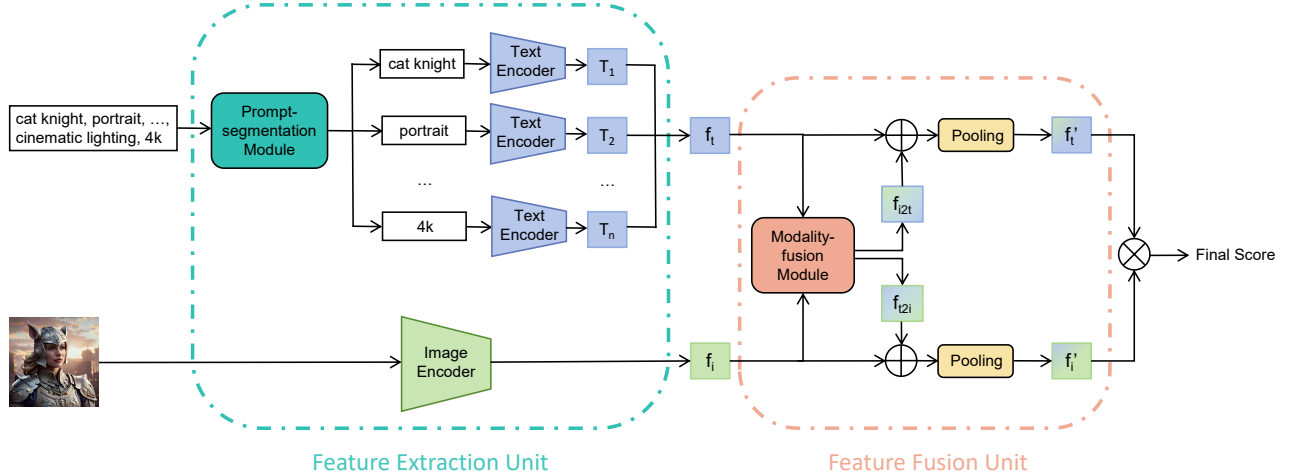 cat knight, portrait, …,
cinematic lighting, 4k
Prompt-
segmentation
Module
cat knight
Text
Encoder
T1
portrait
Text
Encoder
T2
…
…
4k
Text
Encoder
Tn
ft
Image
Encoder
fi
Modality-
fusion
Module
fi2t
ft2i
Pooling
ft'
Pooling
fi'
Final Score
Feature Extraction Unit
Feature Fusion Unit